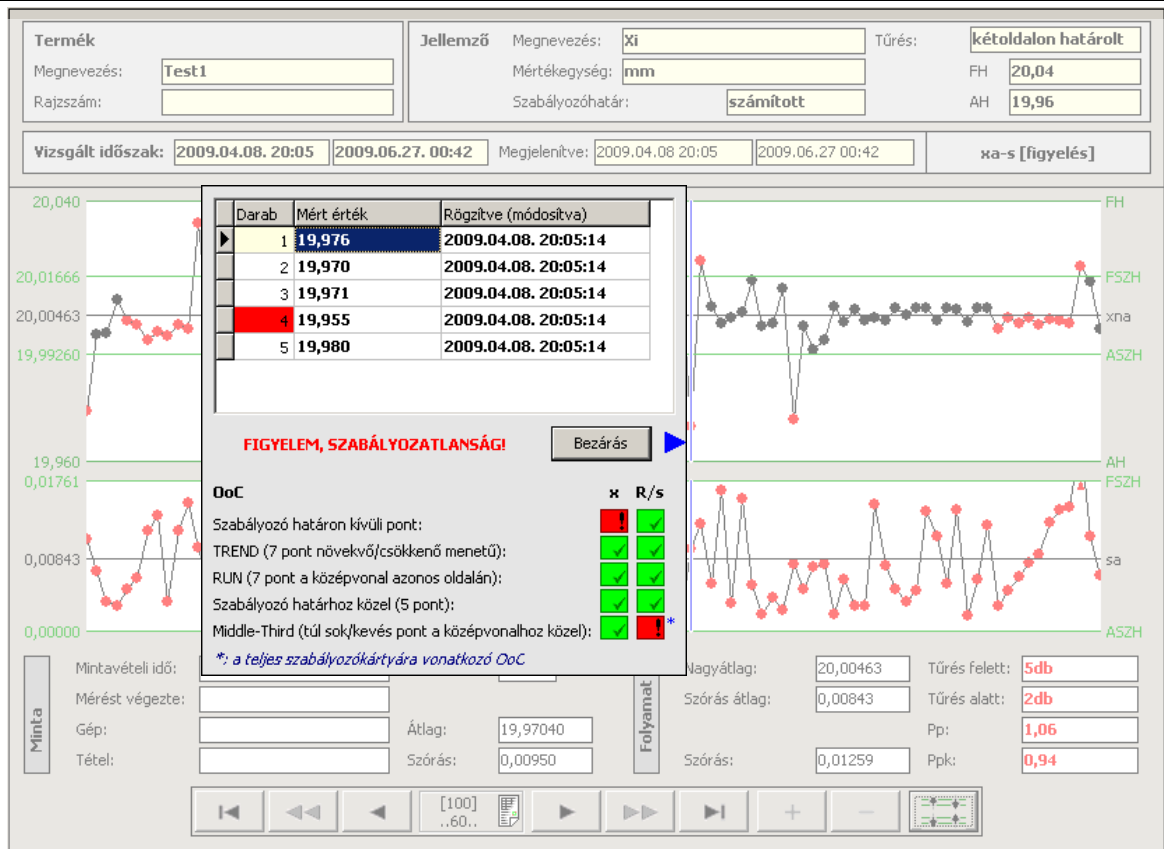 Termék
Megnevezés: Test1
Rajzszám:
Jellemző Megnevezés: Xi
Mértékegység: mm
Szabályozóhatár: számított
Tűrés: kétoldalon határolt
FH 20,04
AH 19,96
Vizsgált időszak: 2009.04.08. 20:05 2009.06.27. 00:42 Megjelenítve: 2009.04.08 20:05 2009.06.27 00:42 xa-s [figyelés]
20,040 FH
20,01666 FSZH
20,00463 xna
19,99260 ASZH
19,960 AH
0,01761 FSZH
0,00843 sa
0,00000 ASZH
Darab Mért érték Rögzítve (módosítva)
1 19,976 2009.04.08. 20:05:14
2 19,970 2009.04.08. 20:05:14
3 19,971 2009.04.08. 20:05:14
4 19,955 2009.04.08. 20:05:14
5 19,980 2009.04.08. 20:05:14
FIGYELEM, SZABÁLYOZATLANSÁG! Bezárás
OoC x R/s
Szabályozó határon kívüli pont: !
TREND (7 pont növekvő/csökkenő menetű):
RUN (7 pont a középvonal azonos oldalán):
Szabályozó határhoz közel (5 pont):
Middle-Third (túl sok/kevés pont a középvonalhoz közel): ! *
*: a teljes szabályozókártyára vonatkozó OoC
Minta
Mintavételi idő:
Mérést végezte:
Gép: Átlag: 19,97040
Tétel: Szórás: 0,00950
Folyamat
Nagyátlag: 20,00463 Tűrés felett: 5db
Szórás átlag: 0,00843 Tűrés alatt: 2db
Pp: 1,06
Szórás: 0,01259 Ppk: 0,94
[100]
..60..